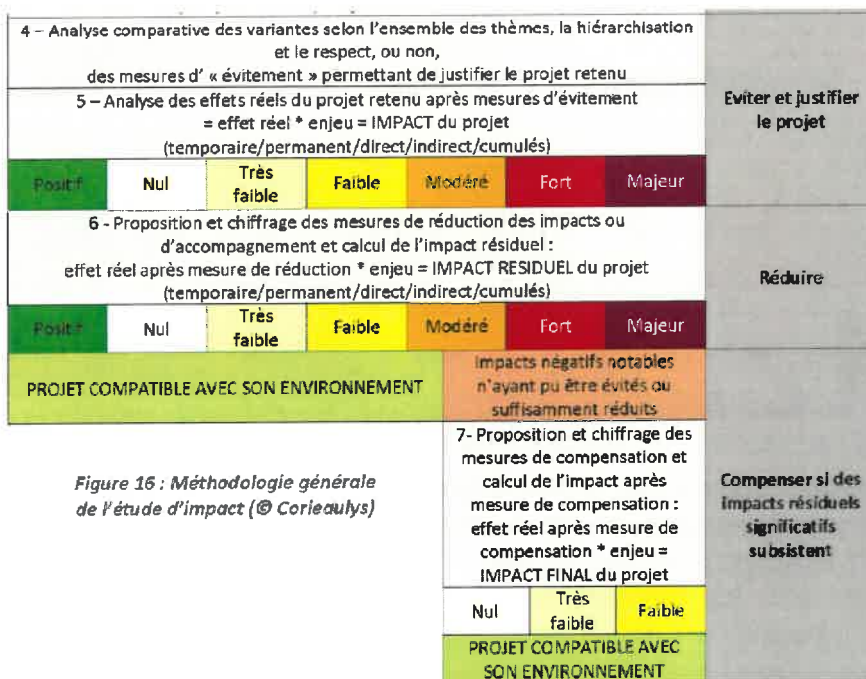 4 – Analyse comparative des variantes selon l'ensemble des thèmes, la hiérarchisation
et le respect, ou non,
des mesures d' « évitement » permettant de justifier le projet retenu
5 – Analyse des effets réels du projet retenu après mesures d'évitement
= effet réel * enjeu = IMPACT du projet
(temporaire/permanent/direct/indirect/cumulés)
Eviter et justifier
le projet
Positif Nul Très faible Faible Modéré Fort Majeur
6 - Proposition et chiffrage des mesures de réduction des impacts ou
d'accompagnement et calcul de l'impact résiduel :
effet réel après mesure de réduction * enjeu = IMPACT RESIDUEL du projet
(temporaire/permanent/direct/indirect/cumulés)
Réduire
Positif Nul Très faible Faible Modéré Fort Majeur
PROJET COMPATIBLE AVEC SON ENVIRONNEMENT
Impacts négatifs notables
n'ayant pu être évités ou
suffisamment réduits
7- Proposition et chiffrage des
mesures de compensation et
calcul de l'impact après
mesure de compensation :
effet réel après mesure de
compensation * enjeu =
IMPACT FINAL du projet
Compenser si des
impacts résiduels
significatifs
subsistent
Figure 16 : Méthodologie générale
de l'étude d'impact (© Corieaulys)
Nul Très faible Faible
PROJET COMPATIBLE AVEC
SON ENVIRONNEMENT